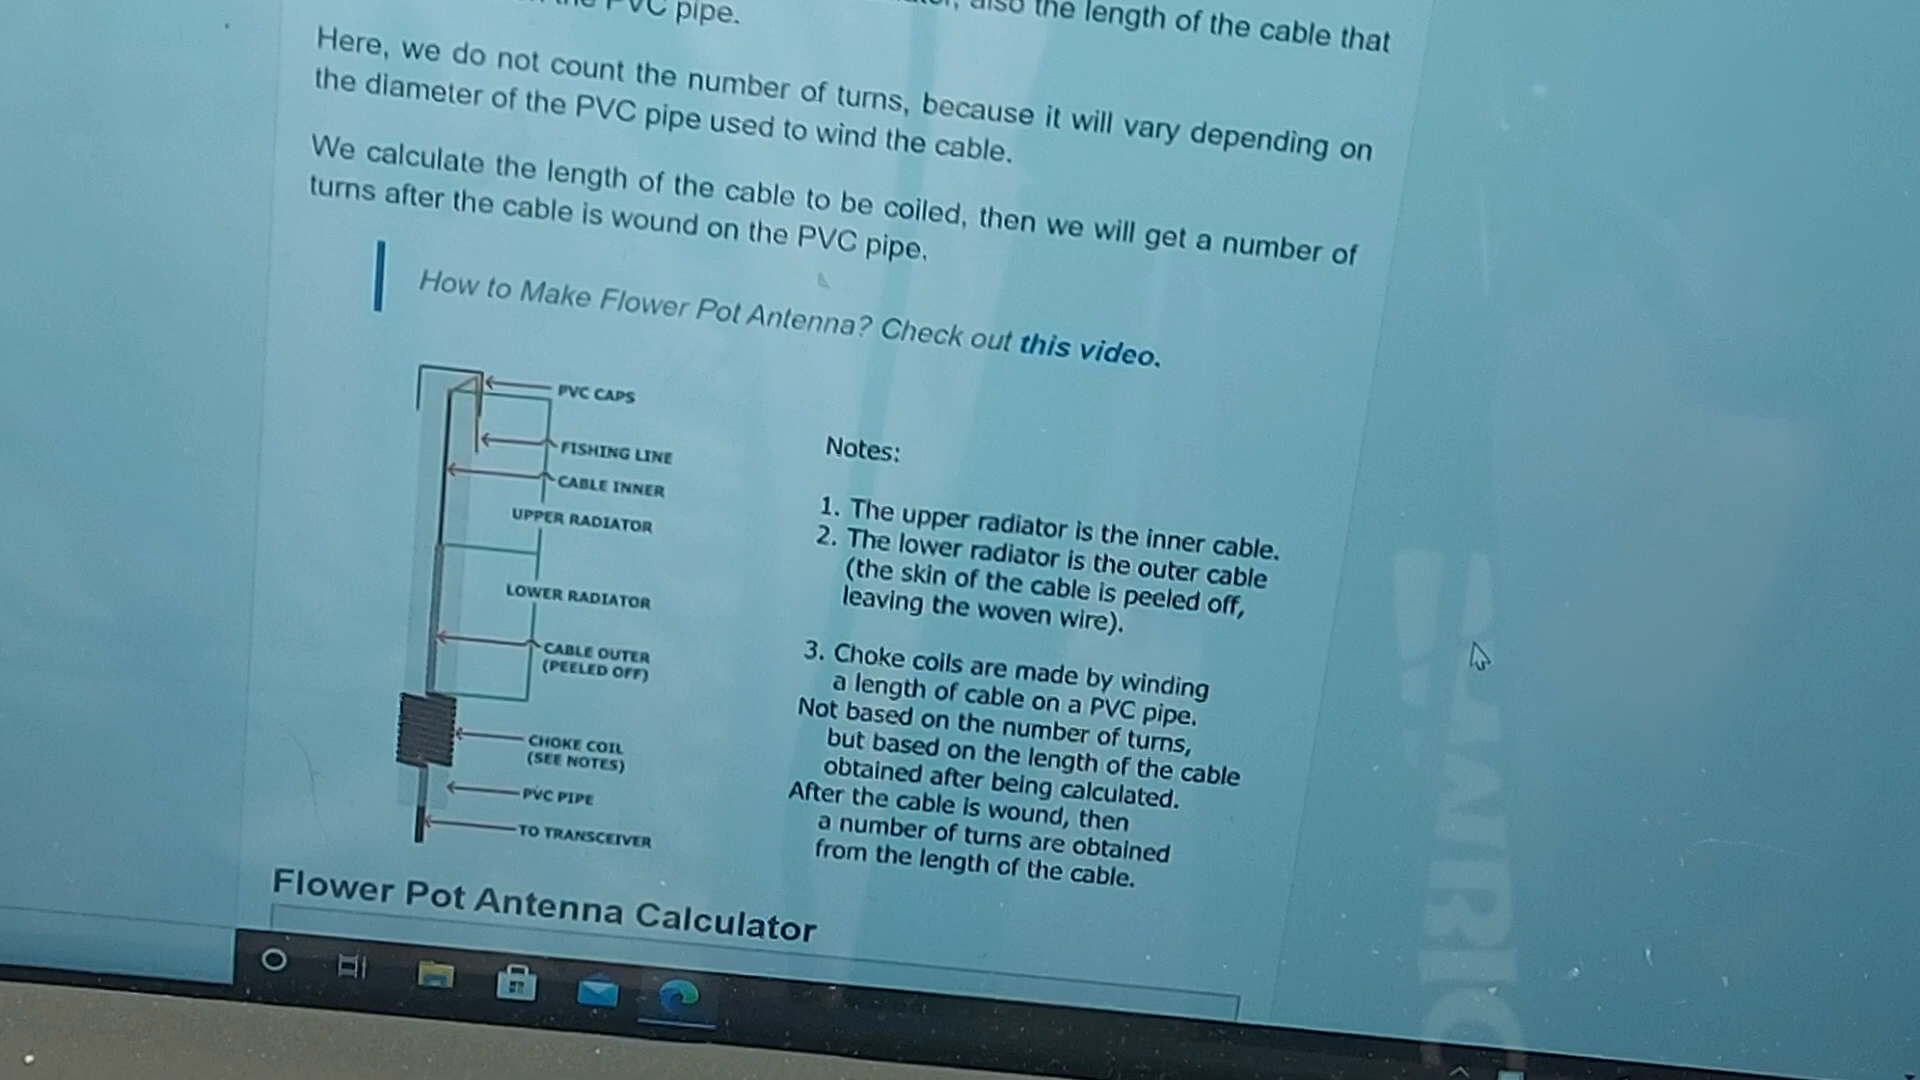 the PVC pipe.
also the length of the cable that
Here, we do not count the number of turns, because it will vary depending on
the diameter of the PVC pipe used to wind the cable.
We calculate the length of the cable to be coiled, then we will get a number of
turns after the cable is wound on the PVC pipe.
How to Make Flower Pot Antenna? Check out this video.
PVC CAPS
FISHING LINE
CABLE INNER
UPPER RADIATOR
LOWER RADIATOR
CABLE OUTER
(PEELED OFF)
CHOKE COIL
(SEE NOTES)
PVC PIPE
TO TRANSCEIVER
Notes:
1. The upper radiator is the inner cable.
2. The lower radiator is the outer cable
(the skin of the cable is peeled off,
leaving the woven wire).
3. Choke coils are made by winding
a length of cable on a PVC pipe.
Not based on the number of turns,
but based on the length of the cable
obtained after being calculated.
After the cable is wound, then
a number of turns are obtained
from the length of the cable.
Flower Pot Antenna Calculator